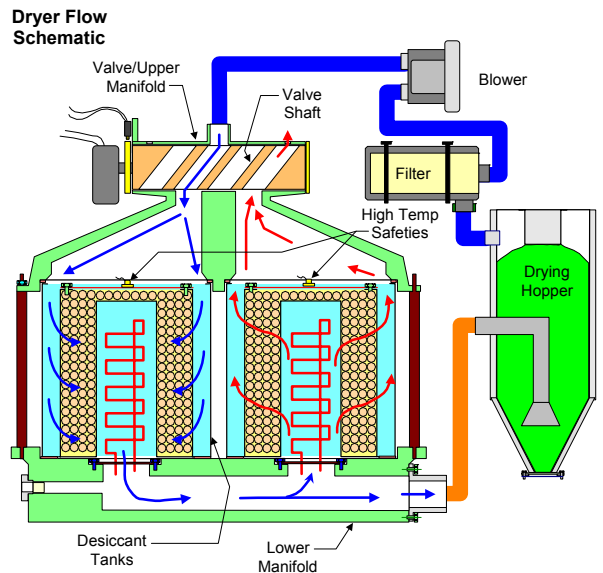 Dryer Flow
Schematic
Valve/Upper
Manifold
Valve
Shaft
Blower
Filter
High Temp
Safeties
Drying
Hopper
Desiccant
Tanks
Lower
Manifold